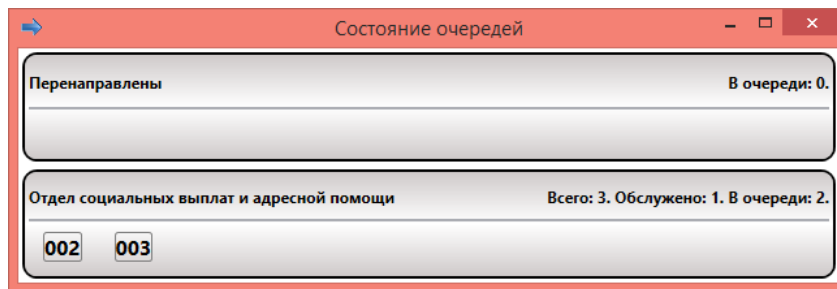 Состояние очередей
Перенаправлены В очереди: 0.
Отдел социальных выплат и адресной помощи Всего: 3. Обслужено: 1. В очереди: 2.
002 003